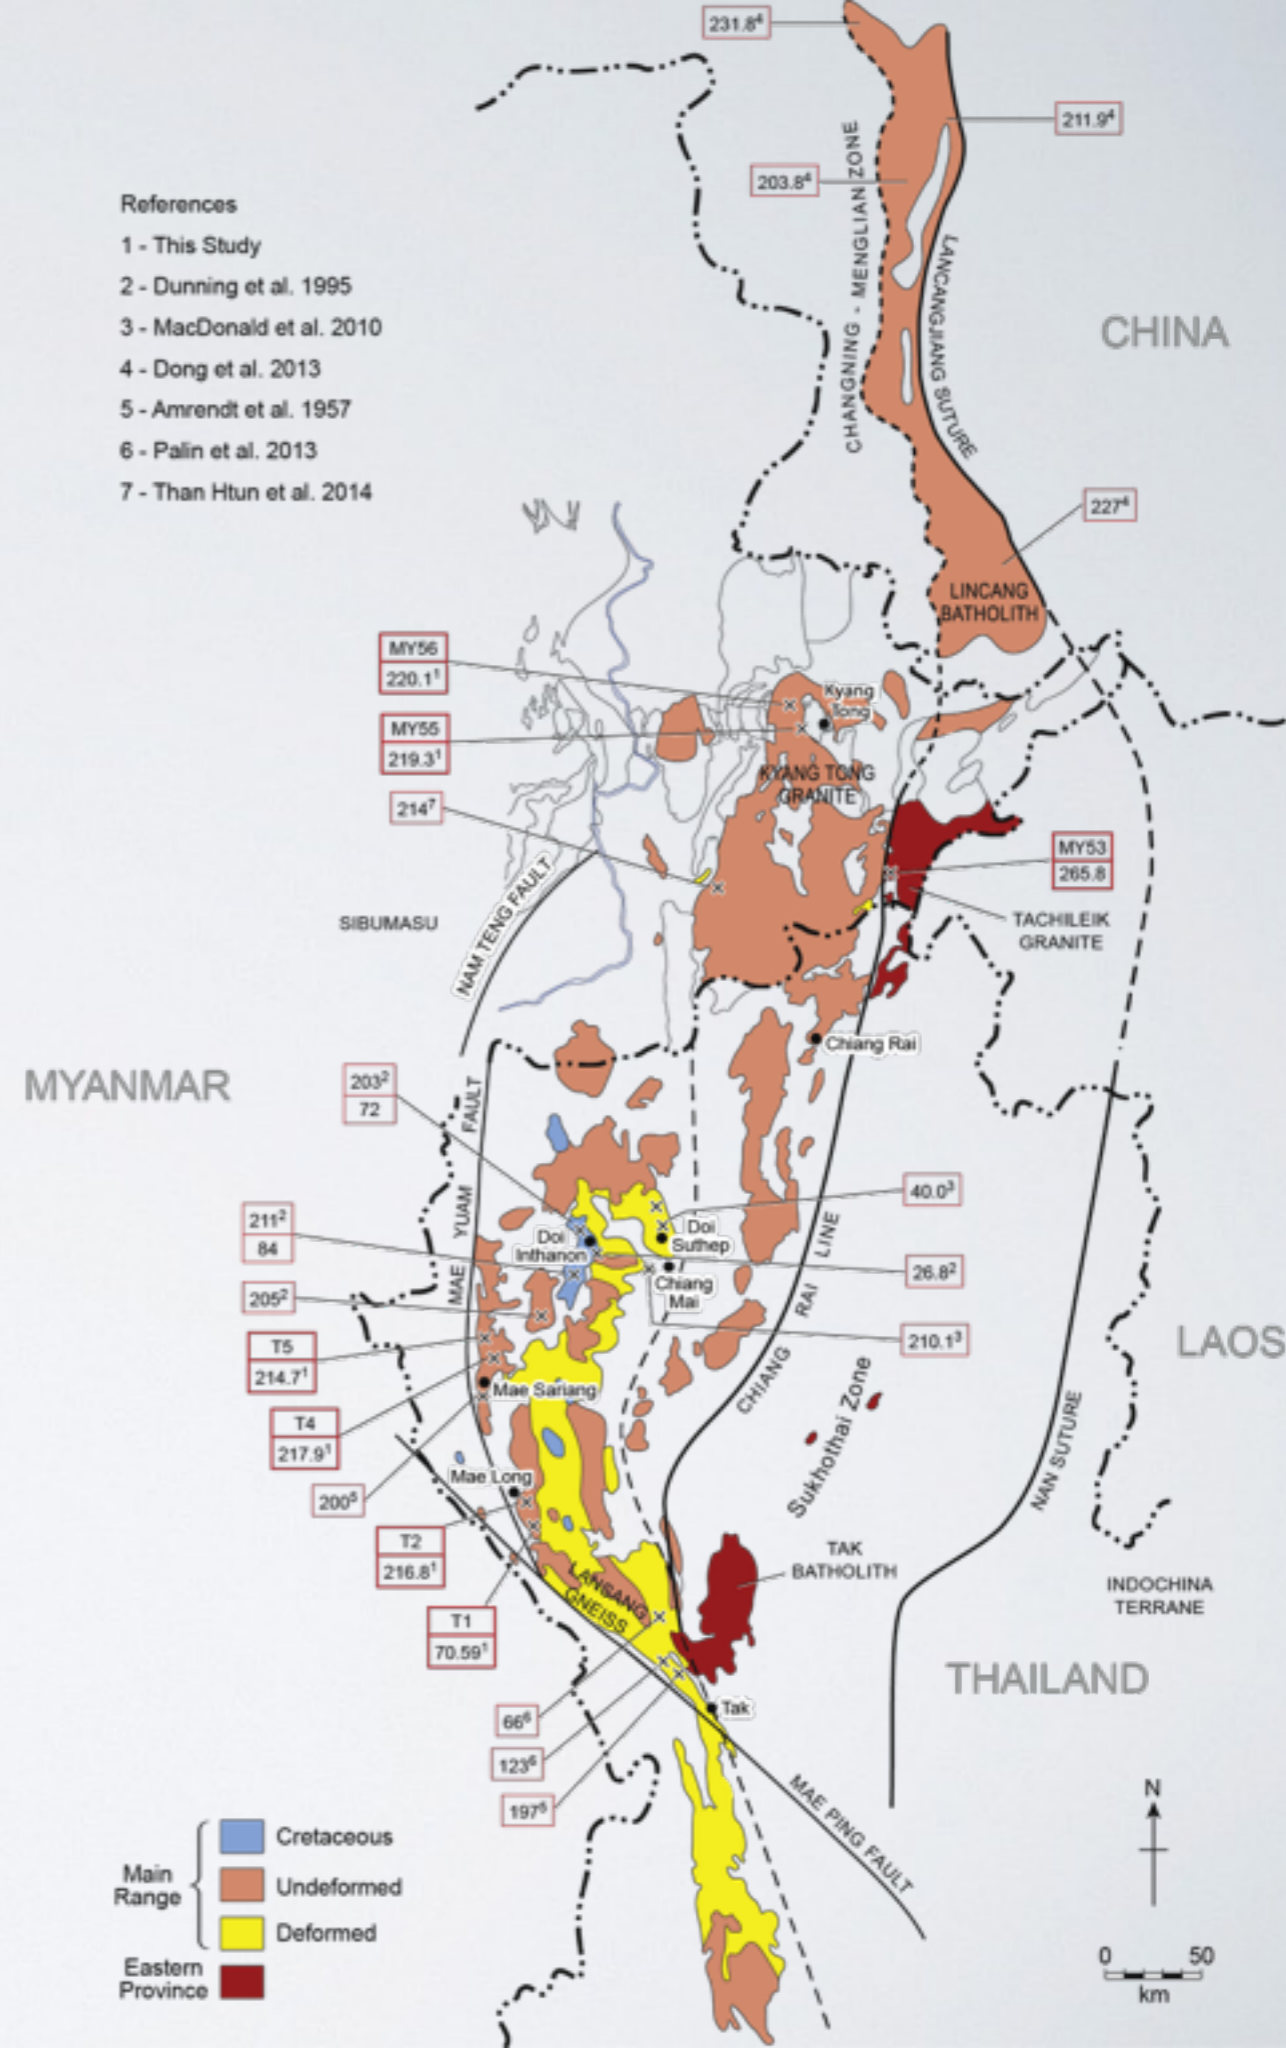 231.8⁴
211.9⁴
203.8⁴
CHANGNING - MENGLIAN ZONE
LANCANGJIANG SUTURE
References
1 - This Study
2 - Dunning et al. 1995
3 - MacDonald et al. 2010
4 - Dong et al. 2013
5 - Amrendt et al. 1957
6 - Palin et al. 2013
7 - Than Htun et al. 2014
CHINA
227⁴
LINCANG
BATHOLITH
MY56
220.1¹
MY55
219.3¹
214⁷
Kyang
Tong
KYANG TONG
GRANITE
MY53
265.8
TACHILEIK
GRANITE
SIBUMASU
NAM TENG FAULT
Chiang Rai
MYANMAR
203²
72
MAE YUAM FAULT
211²
84
205²
T5
214.7¹
T4
217.9¹
200⁵
T2
216.8¹
T1
70.59¹
Doi
Inthanon
Doi
Suthep
Chiang
Mai
40.0³
26.8²
210.1³
CHIANG RAI LINE
LAOS
Mae Sariang
Mae Long
Sukhothai Zone
NAN SUTURE
TAK
BATHOLITH
INDOCHINA
TERRANE
LANSANG
GNEISS
THAILAND
66⁶
123⁶
Tak
MAE PING FAULT
Main
Range
Cretaceous
Undeformed
Deformed
Eastern
Province
N
0 50
km